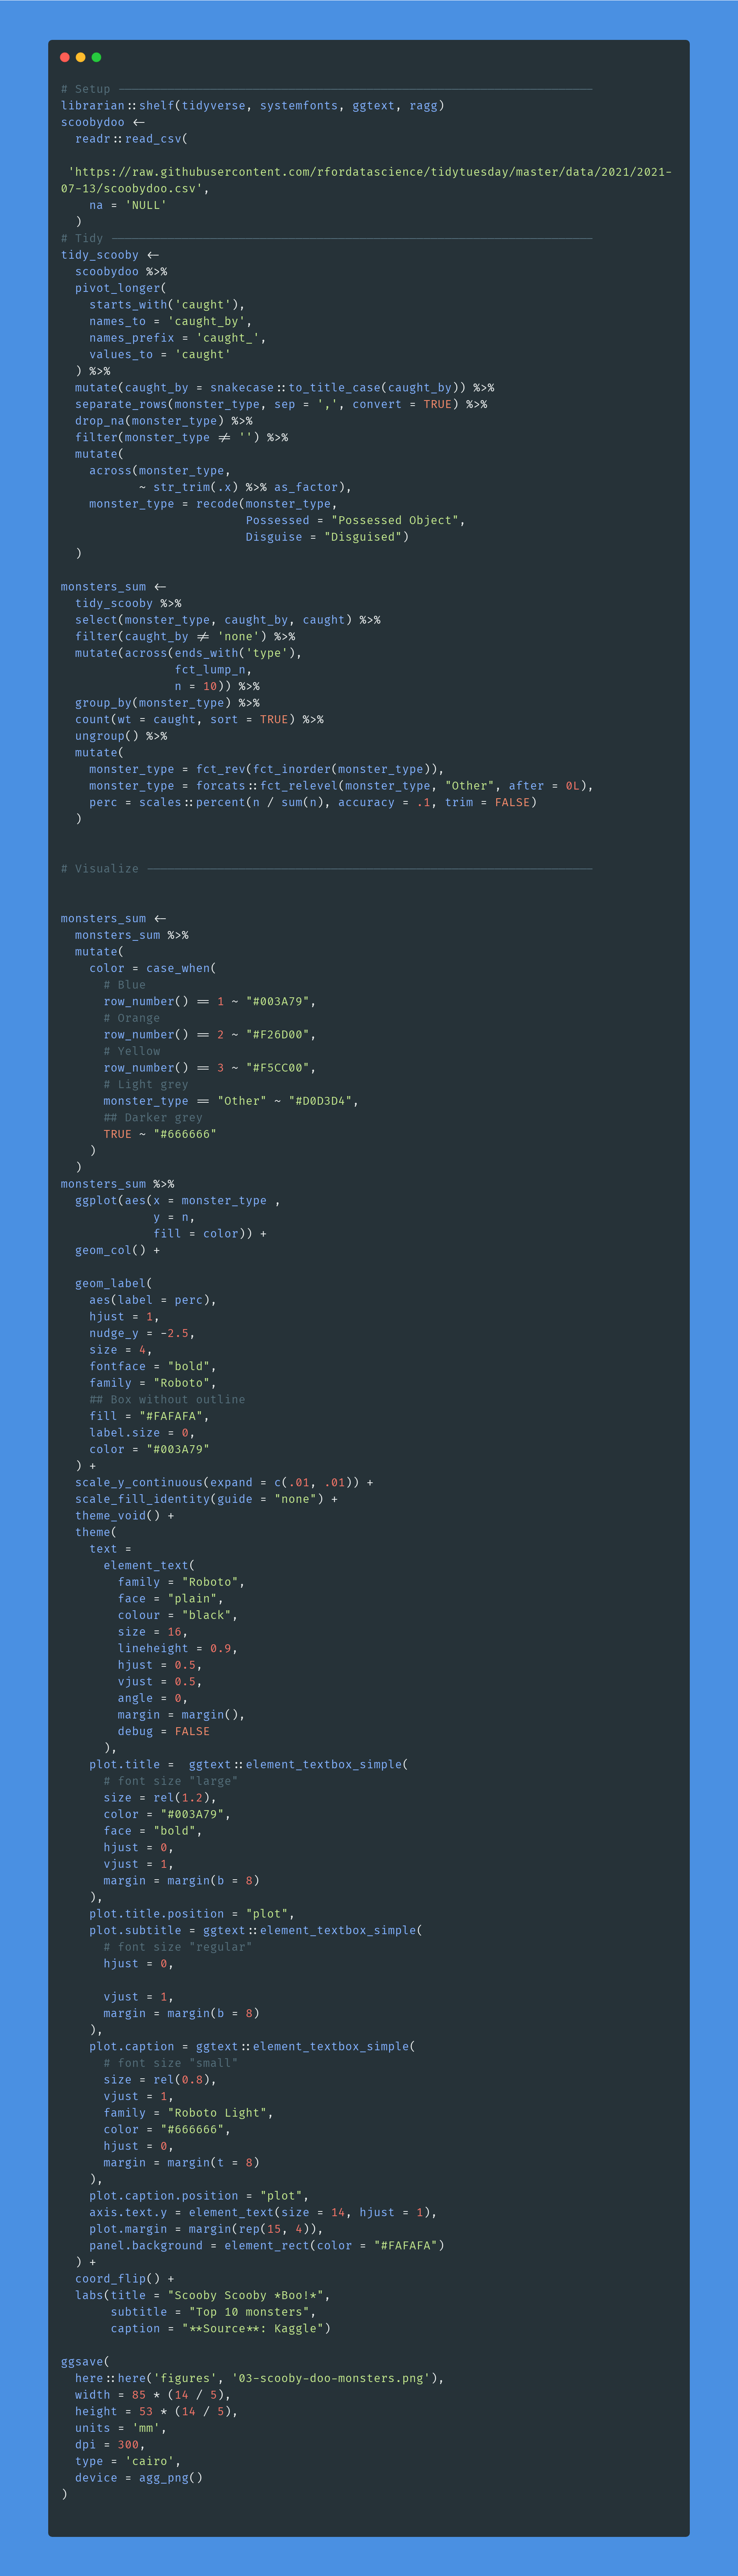 # Setup ───────────────────────────────────────────────────────────────────
librarian::shelf(tidyverse, systemfonts, ggtext, ragg)
scoobydoo <-
  readr::read_csv(

 'https://raw.githubusercontent.com/rfordatascience/tidytuesday/master/data/2021/2021-
07-13/scoobydoo.csv',
    na = 'NULL'
  )
# Tidy ────────────────────────────────────────────────────────────────────
tidy_scooby <-
  scoobydoo %>%
  pivot_longer(
    starts_with('caught'),
    names_to = 'caught_by',
    names_prefix = 'caught_',
    values_to = 'caught'
  ) %>%
  mutate(caught_by = snakecase::to_title_case(caught_by)) %>%
  separate_rows(monster_type, sep = ',', convert = TRUE) %>%
  drop_na(monster_type) %>%
  filter(monster_type != '') %>%
  mutate(
    across(monster_type,
           ~ str_trim(.x) %>% as_factor),
    monster_type = recode(monster_type,
                          Possessed = "Possessed Object",
                          Disguise = "Disguised")
  )

monsters_sum <-
  tidy_scooby %>%
  select(monster_type, caught_by, caught) %>%
  filter(caught_by != 'none') %>%
  mutate(across(ends_with('type'),
                fct_lump_n,
                n = 10)) %>%
  group_by(monster_type) %>%
  count(wt = caught, sort = TRUE) %>%
  ungroup() %>%
  mutate(
    monster_type = fct_rev(fct_inorder(monster_type)),
    monster_type = forcats::fct_relevel(monster_type, "Other", after = 0L),
    perc = scales::percent(n / sum(n), accuracy = .1, trim = FALSE)
  )


# Visualize ───────────────────────────────────────────────────────────────


monsters_sum <-
  monsters_sum %>%
  mutate(
    color = case_when(
      # Blue
      row_number() == 1 ~ "#003A79",
      # Orange
      row_number() == 2 ~ "#F26D00",
      # Yellow
      row_number() == 3 ~ "#F5CC00",
      # Light grey
      monster_type == "Other" ~ "#D0D3D4",
      ## Darker grey
      TRUE ~ "#666666"
    )
  )
monsters_sum %>%
  ggplot(aes(x = monster_type ,
             y = n,
             fill = color)) +
  geom_col() +

  geom_label(
    aes(label = perc),
    hjust = 1,
    nudge_y = -2.5,
    size = 4,
    fontface = "bold",
    family = "Roboto",
    ## Box without outline
    fill = "#FAFAFA",
    label.size = 0,
    color = "#003A79"
  ) +
  scale_y_continuous(expand = c(.01, .01)) +
  scale_fill_identity(guide = "none") +
  theme_void() +
  theme(
    text =
      element_text(
        family = "Roboto",
        face = "plain",
        colour = "black",
        size = 16,
        lineheight = 0.9,
        hjust = 0.5,
        vjust = 0.5,
        angle = 0,
        margin = margin(),
        debug = FALSE
      ),
    plot.title =  ggtext::element_textbox_simple(
      # font size "large"
      size = rel(1.2),
      color = "#003A79",
      face = "bold",
      hjust = 0,
      vjust = 1,
      margin = margin(b = 8)
    ),
    plot.title.position = "plot",
    plot.subtitle = ggtext::element_textbox_simple(
      # font size "regular"
      hjust = 0,

      vjust = 1,
      margin = margin(b = 8)
    ),
    plot.caption = ggtext::element_textbox_simple(
      # font size "small"
      size = rel(0.8),
      vjust = 1,
      family = "Roboto Light",
      color = "#666666",
      hjust = 0,
      margin = margin(t = 8)
    ),
    plot.caption.position = "plot",
    axis.text.y = element_text(size = 14, hjust = 1),
    plot.margin = margin(rep(15, 4)),
    panel.background = element_rect(color = "#FAFAFA")
  ) +
  coord_flip() +
  labs(title = "Scooby Scooby *Boo!*",
       subtitle = "Top 10 monsters",
       caption = "**Source**: Kaggle")

ggsave(
  here::here('figures', '03-scooby-doo-monsters.png'),
  width = 85 * (14 / 5),
  height = 53 * (14 / 5),
  units = 'mm',
  dpi = 300,
  type = 'cairo',
  device = agg_png()
)